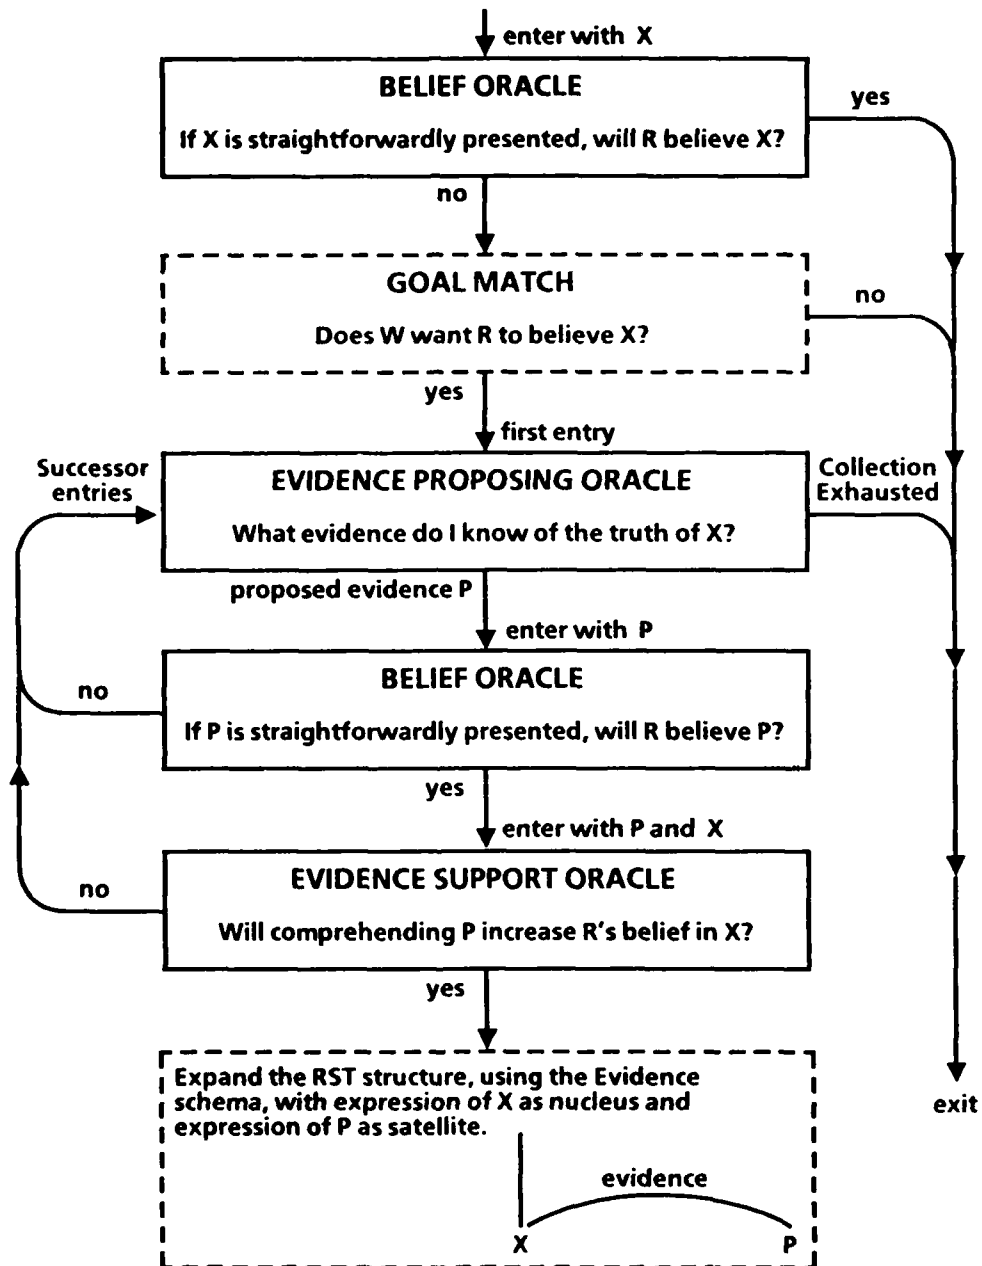 enter with X
BELIEF ORACLE
yes
If X is straightforwardly presented, will R believe X?
no
GOAL MATCH
no
Does W want R to believe X?
yes
first entry
Successor
entries
EVIDENCE PROPOSING ORACLE
Collection
Exhausted
What evidence do I know of the truth of X?
proposed evidence P
enter with P
BELIEF ORACLE
no
If P is straightforwardly presented, will R believe P?
yes
enter with P and X
EVIDENCE SUPPORT ORACLE
no
Will comprehending P increase R's belief in X?
yes
Expand the RST structure, using the Evidence
schema, with expression of X as nucleus and
expression of P as satellite.
exit
evidence
X P